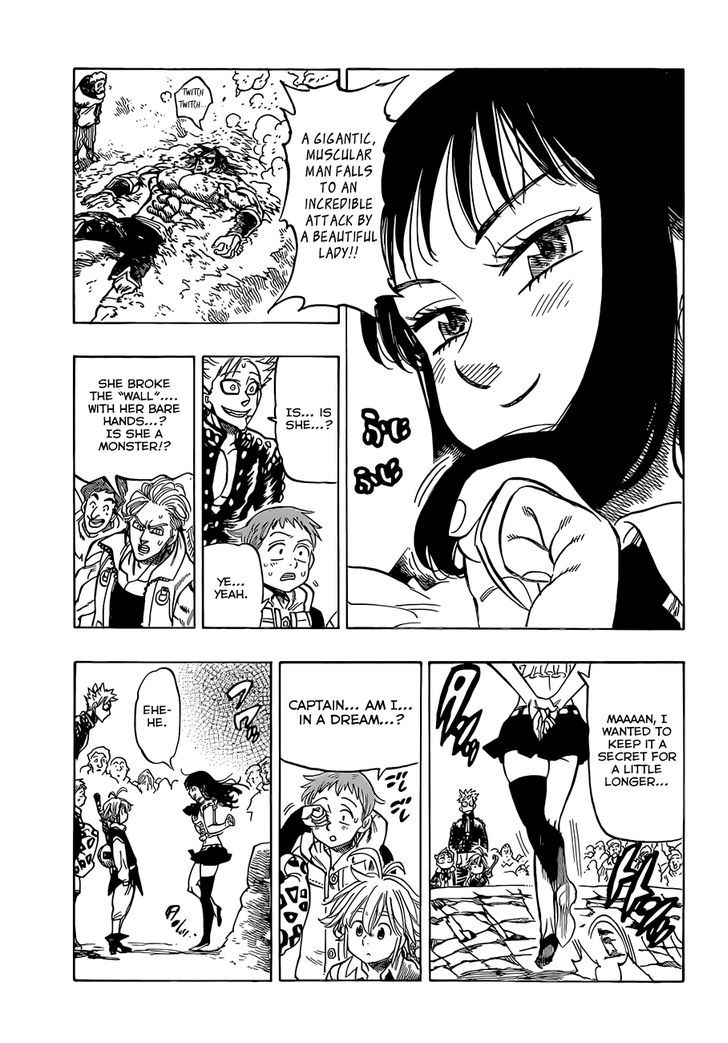 A GIGANTIC,
MUSCULAR
MAN FALLS
TO AN
INCREDIBLE
ATTACK BY
A BEAUTIFUL
LADY!!
TWITCH
TWITCH...
IS... IS
SHE...?
YE...
YEAH.
SHE BROKE
THE "WALL"....
WITH HER BARE
HANDS...?
IS SHE A
MONSTER!?
MAAAAN, I
WANTED TO
KEEP IT A
SECRET FOR
A LITTLE
LONGER...
CAPTAIN... AM I...
IN A DREAM...?
EHE-
HE.